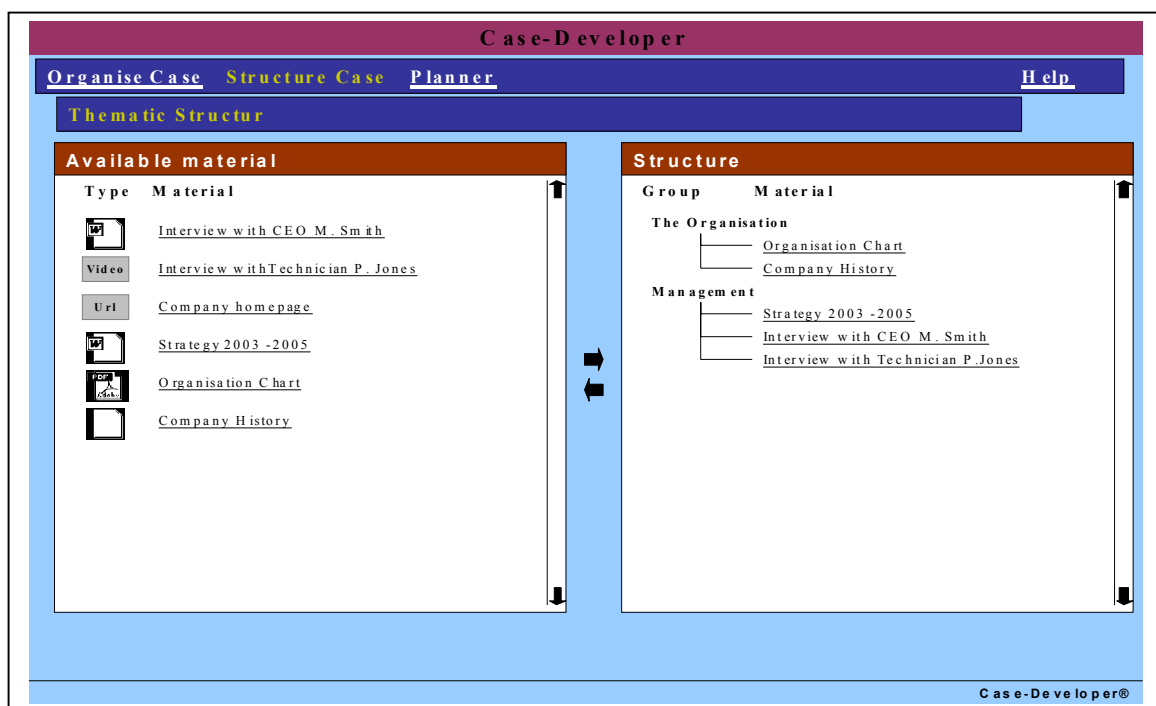 Case-Developer
Organise Case Structure Case Planner Help
Thematic Structur
Available material
Type Material
W Interview with CEO M. Smith
Video Interview withTechnician P. Jones
Url Company homepage
W Strategy 2003 -2005
PDF Adobe Organisation Chart
Company History
Structure
Group Material
The Organisation
Organisation Chart
Company History
Management
Strategy 2003 -2005
Interview with CEO M. Smith
Interview with Technician P.Jones
Case-Developer®